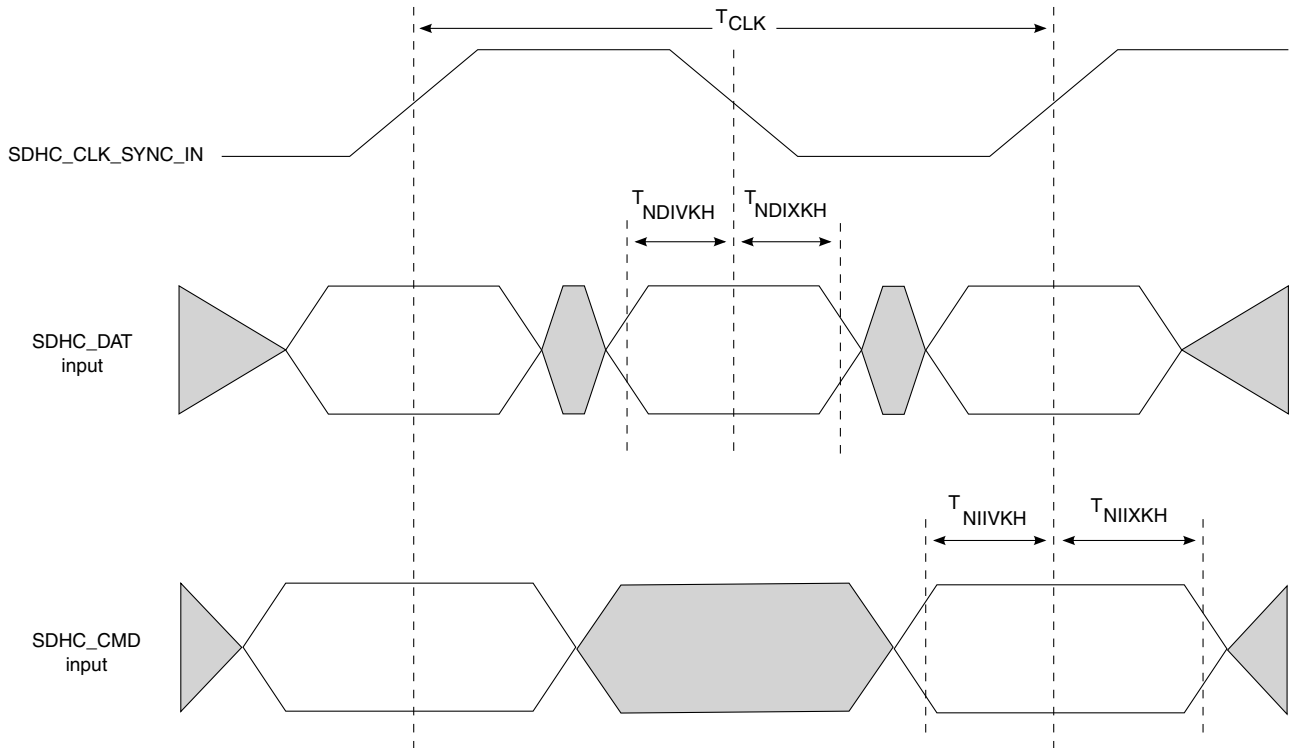 TCLK
SDHC_CLK_SYNC_IN
TNDIVKH
TNDIXKH
SDHC_DAT
input
TNIIVKH
TNIIXKH
SDHC_CMD
input